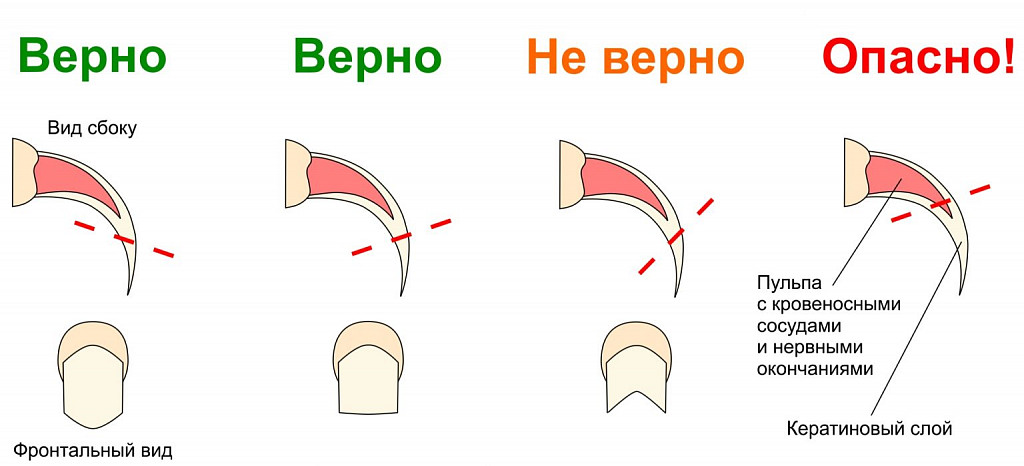 Верно
Верно
Не верно
Опасно!
Вид сбоку
Пульпа
с кровеносными
сосудами
и нервными
окончаниями
Кератиновый слой
Фронтальный вид